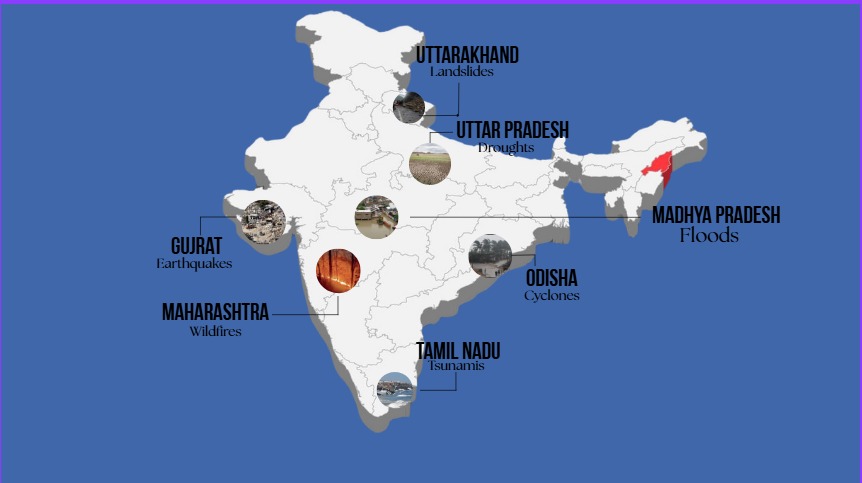 UTTARAKHAND
Landslides
UTTAR PRADESH
Droughts
MADHYA PRADESH
Floods
GUJRAT
Earthquakes
ODISHA
Cyclones
MAHARASHTRA
Wildfires
TAMIL NADU
Tsunamis